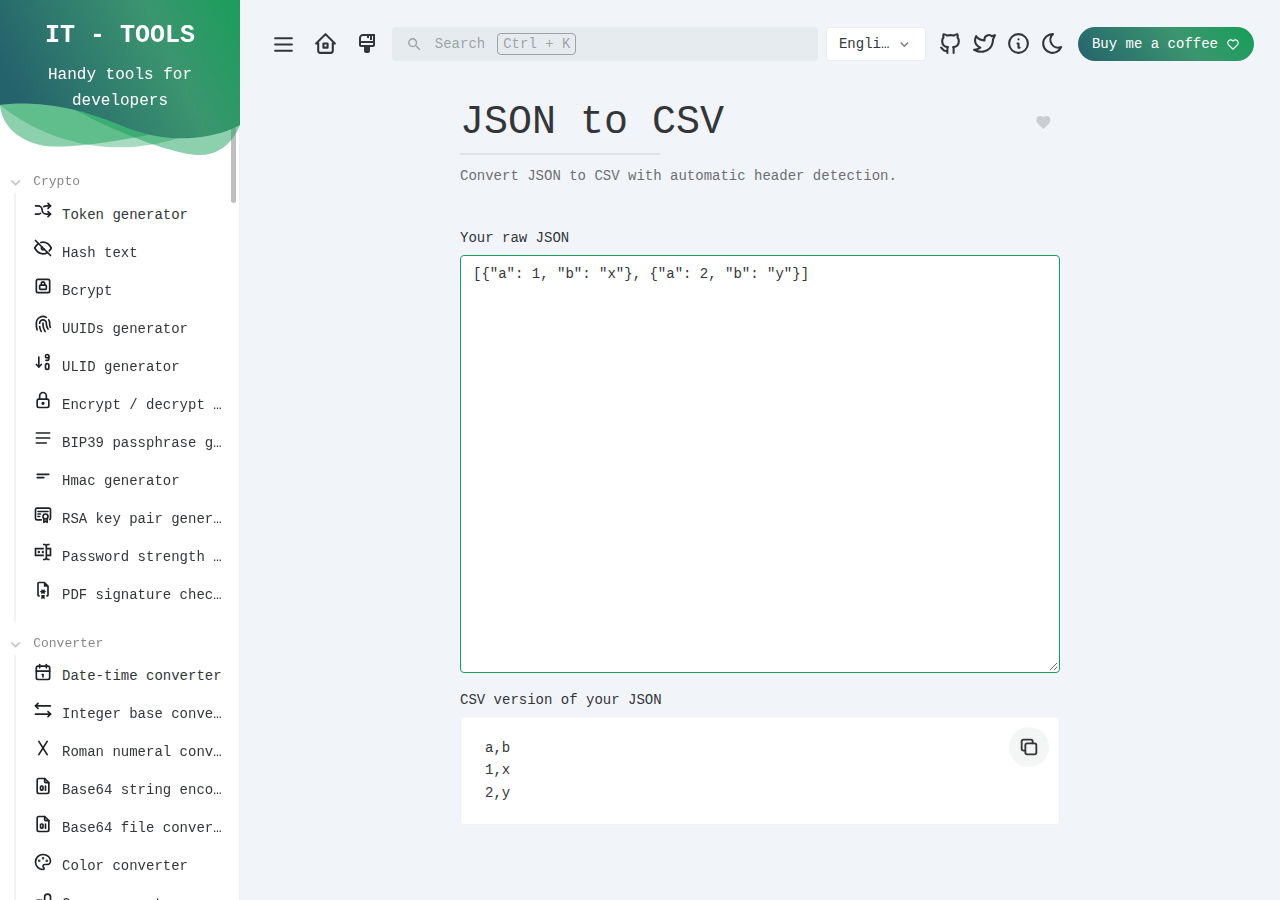 IT - TOOLS
Handy tools for
developers
Crypto
Token generator
Hash text
Bcrypt
UUIDs generator
ULID generator
Encrypt / decrypt …
BIP39 passphrase g…
Hmac generator
RSA key pair gener…
Password strength …
PDF signature chec…
Converter
Date-time converter
Integer base conve…
Roman numeral conv…
Base64 string enco…
Base64 file conver…
Color converter
Search Ctrl + K
Engli…
Buy me a coffee
JSON to CSV
Convert JSON to CSV with automatic header detection.
Your raw JSON
[{"a": 1, "b": "x"}, {"a": 2, "b": "y"}]
CSV version of your JSON
a,b
1,x
2,y